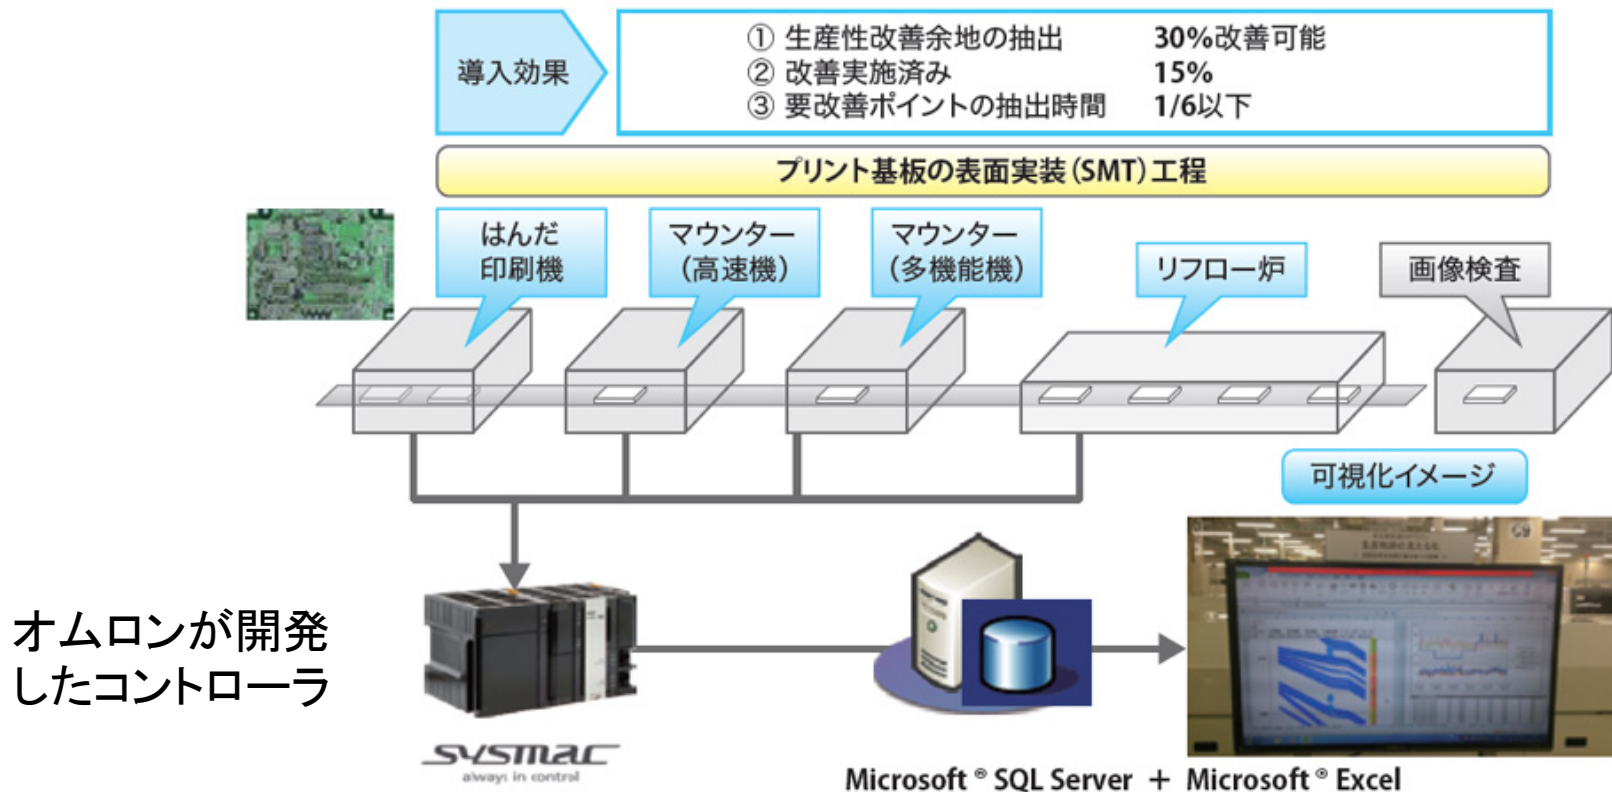 導入効果
① 生産性改善余地の抽出 30%改善可能
② 改善実施済み 15%
③ 要改善ポイントの抽出時間 1/6以下
プリント基板の表面実装(SMT)工程
はんだ
印刷機
マウンター
(高速機)
マウンター
(多機能機)
リフロー炉
画像検査
可視化イメージ
オムロンが開発
したコントローラ
sysmac
always in control
Microsoft ® SQL Server + Microsoft ® Excel